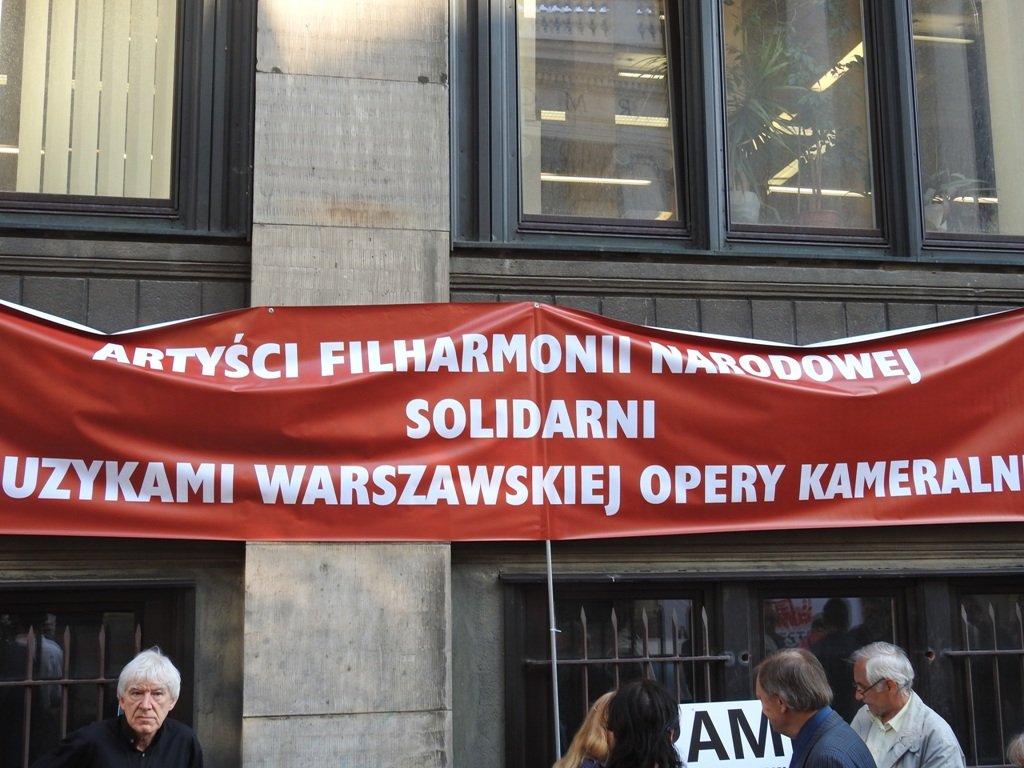 ARTYŚCI FILHARMONII NARODOWEJ
SOLIDARNI
UZYKAMI WARSZAWSKIEJ OPERY KAMERALN
AM